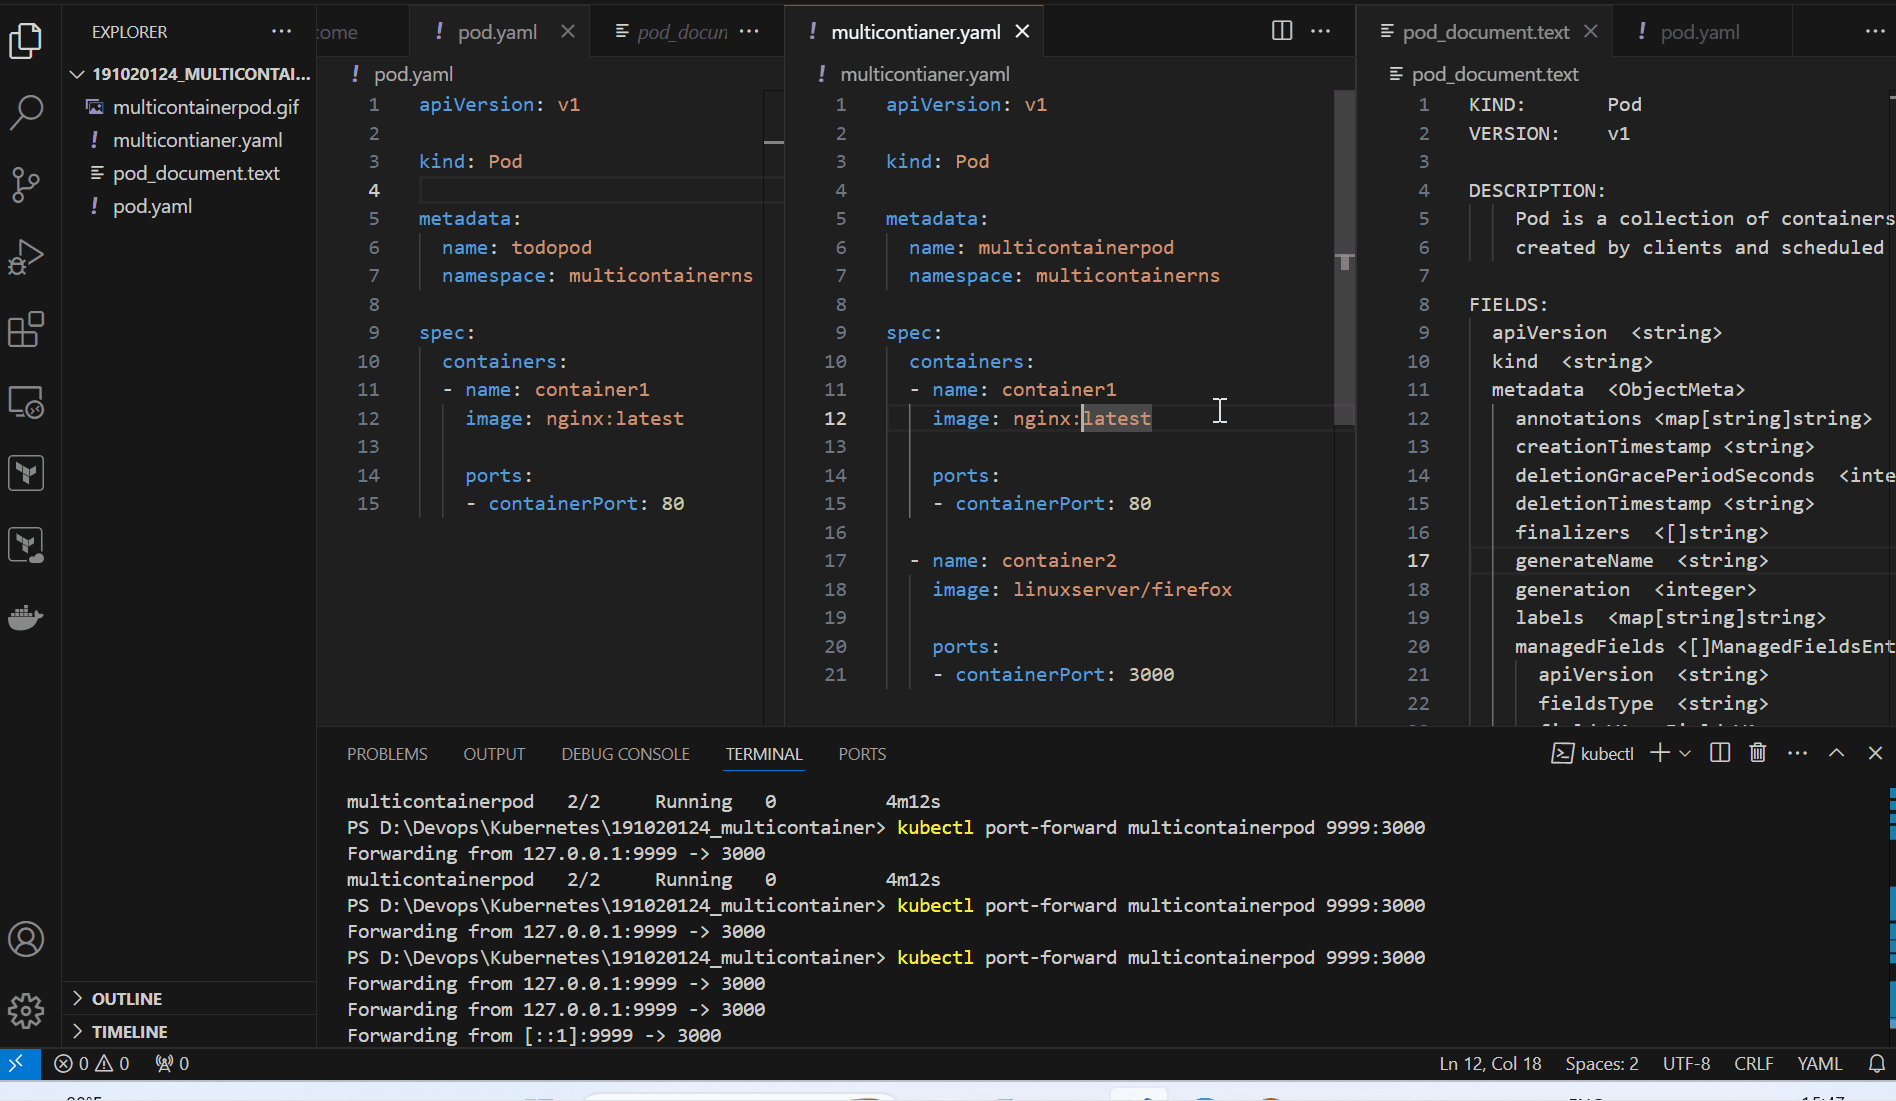 EXPLORER
191020124_MULTICONTAI...
multicontainerpod.gif
! multicontianer.yaml
pod_document.text
! pod.yaml
OUTLINE
TIMELINE
come
! pod.yaml
pod_docun
! pod.yaml
1 apiVersion: v1
2
3 kind: Pod
4
5 metadata:
6   name: todopod
7   namespace: multicontainerns
8
9 spec:
10   containers:
11   - name: container1
12     image: nginx:latest
13
14     ports:
15     - containerPort: 80
! multicontianer.yaml
! multicontianer.yaml
1 apiVersion: v1
2
3 kind: Pod
4
5 metadata:
6   name: multicontainerpod
7   namespace: multicontainerns
8
9 spec:
10   containers:
11   - name: container1
12     image: nginx:latest
13
14     ports:
15     - containerPort: 80
16
17   - name: container2
18     image: linuxserver/firefox
19
20     ports:
21     - containerPort: 3000
pod_document.text
! pod.yaml
pod_document.text
1 KIND:       Pod
2 VERSION:    v1
3
4 DESCRIPTION:
5     Pod is a collection of containers
6     created by clients and scheduled
7
8 FIELDS:
9   apiVersion  <string>
10   kind  <string>
11   metadata  <ObjectMeta>
12     annotations <map[string]string>
13     creationTimestamp <string>
14     deletionGracePeriodSeconds  <inte
15     deletionTimestamp <string>
16     finalizers  <[]string>
17     generateName  <string>
18     generation  <integer>
19     labels  <map[string]string>
20     managedFields <[]ManagedFieldsEnt
21       apiVersion  <string>
22       fieldsType  <string>
PROBLEMS OUTPUT DEBUG CONSOLE TERMINAL PORTS
kubectl
multicontainerpod   2/2     Running   0          4m12s
PS D:\Devops\Kubernetes\191020124_multicontainer> kubectl port-forward multicontainerpod 9999:3000
Forwarding from 127.0.0.1:9999 -> 3000
multicontainerpod   2/2     Running   0          4m12s
PS D:\Devops\Kubernetes\191020124_multicontainer> kubectl port-forward multicontainerpod 9999:3000
Forwarding from 127.0.0.1:9999 -> 3000
PS D:\Devops\Kubernetes\191020124_multicontainer> kubectl port-forward multicontainerpod 9999:3000
Forwarding from 127.0.0.1:9999 -> 3000
Forwarding from 127.0.0.1:9999 -> 3000
Forwarding from [::1]:9999 -> 3000
0 0 0
Ln 12, Col 18 Spaces: 2 UTF-8 CRLF YAML